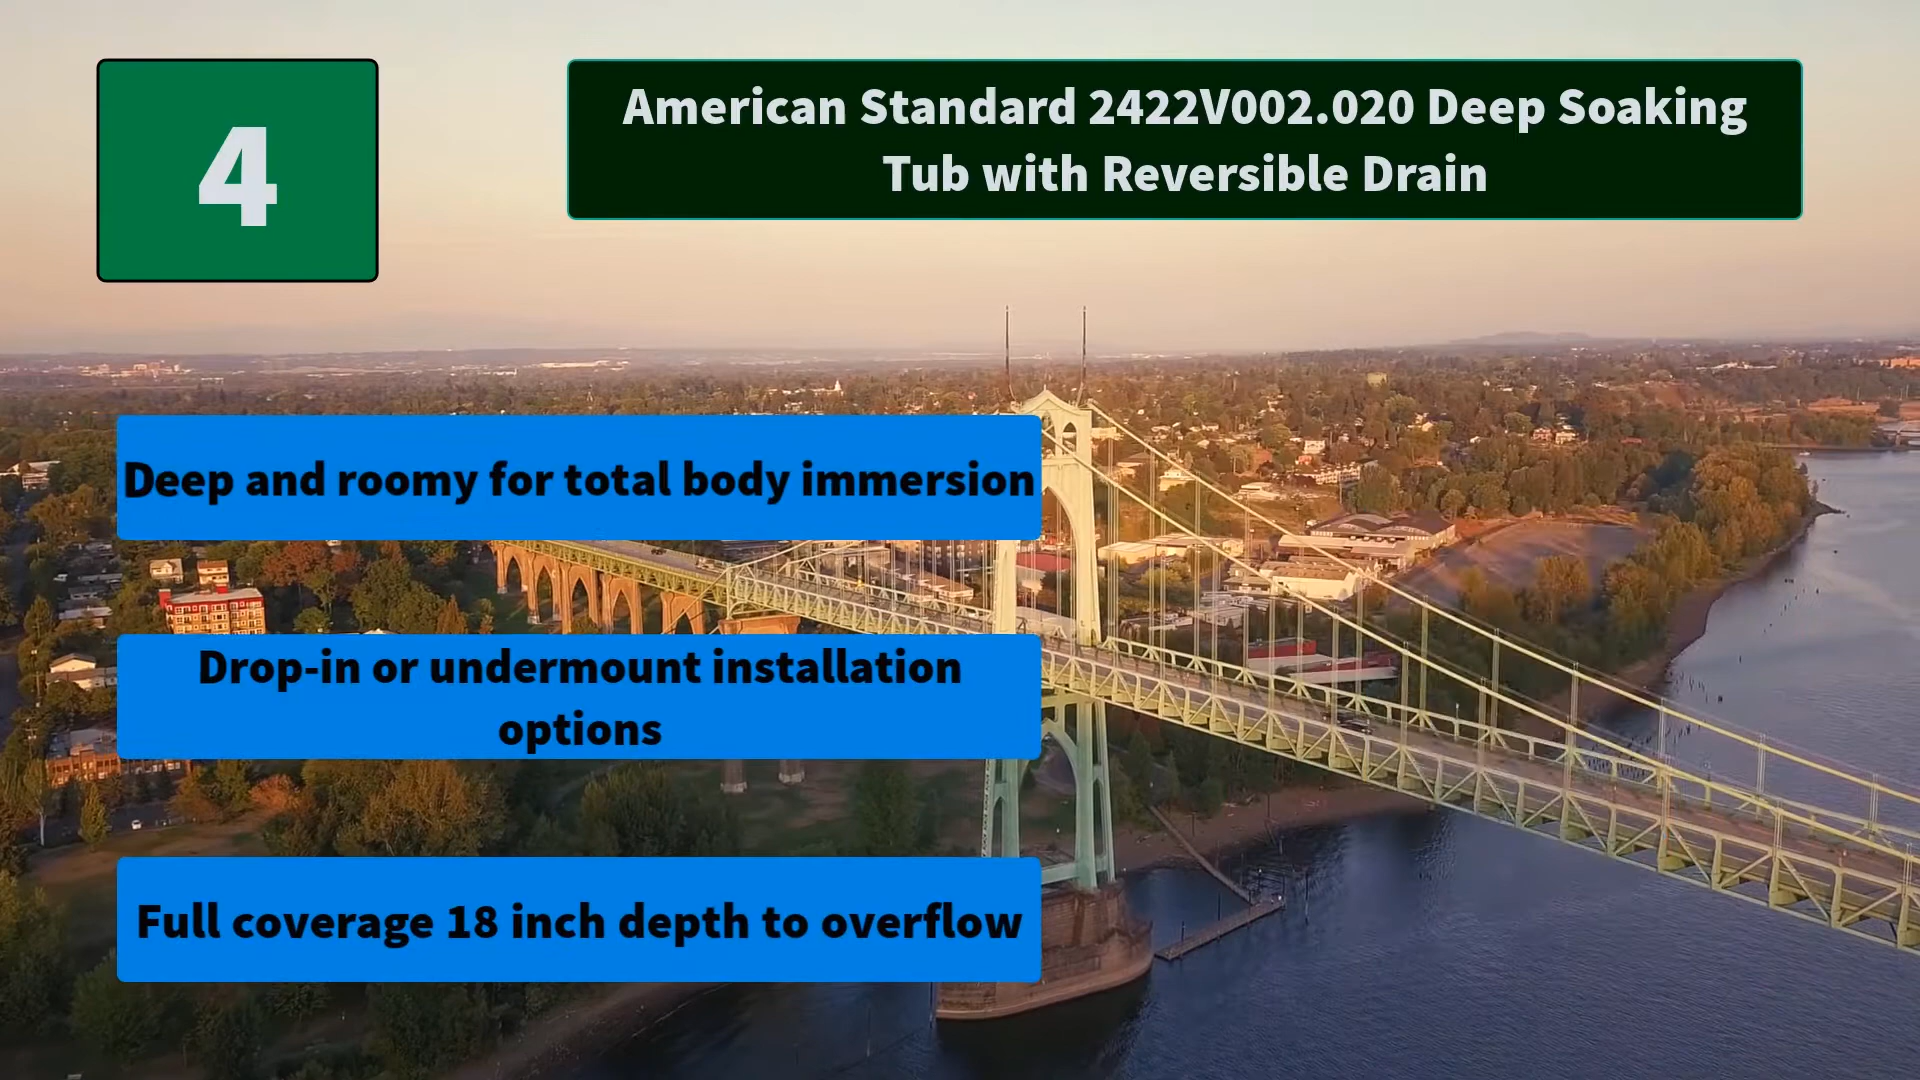 4
American Standard 2422V002.020 Deep Soaking
Tub with Reversible Drain
Deep and roomy for total body immersion
Drop-in or undermount installation
options
Full coverage 18 inch depth to overflow